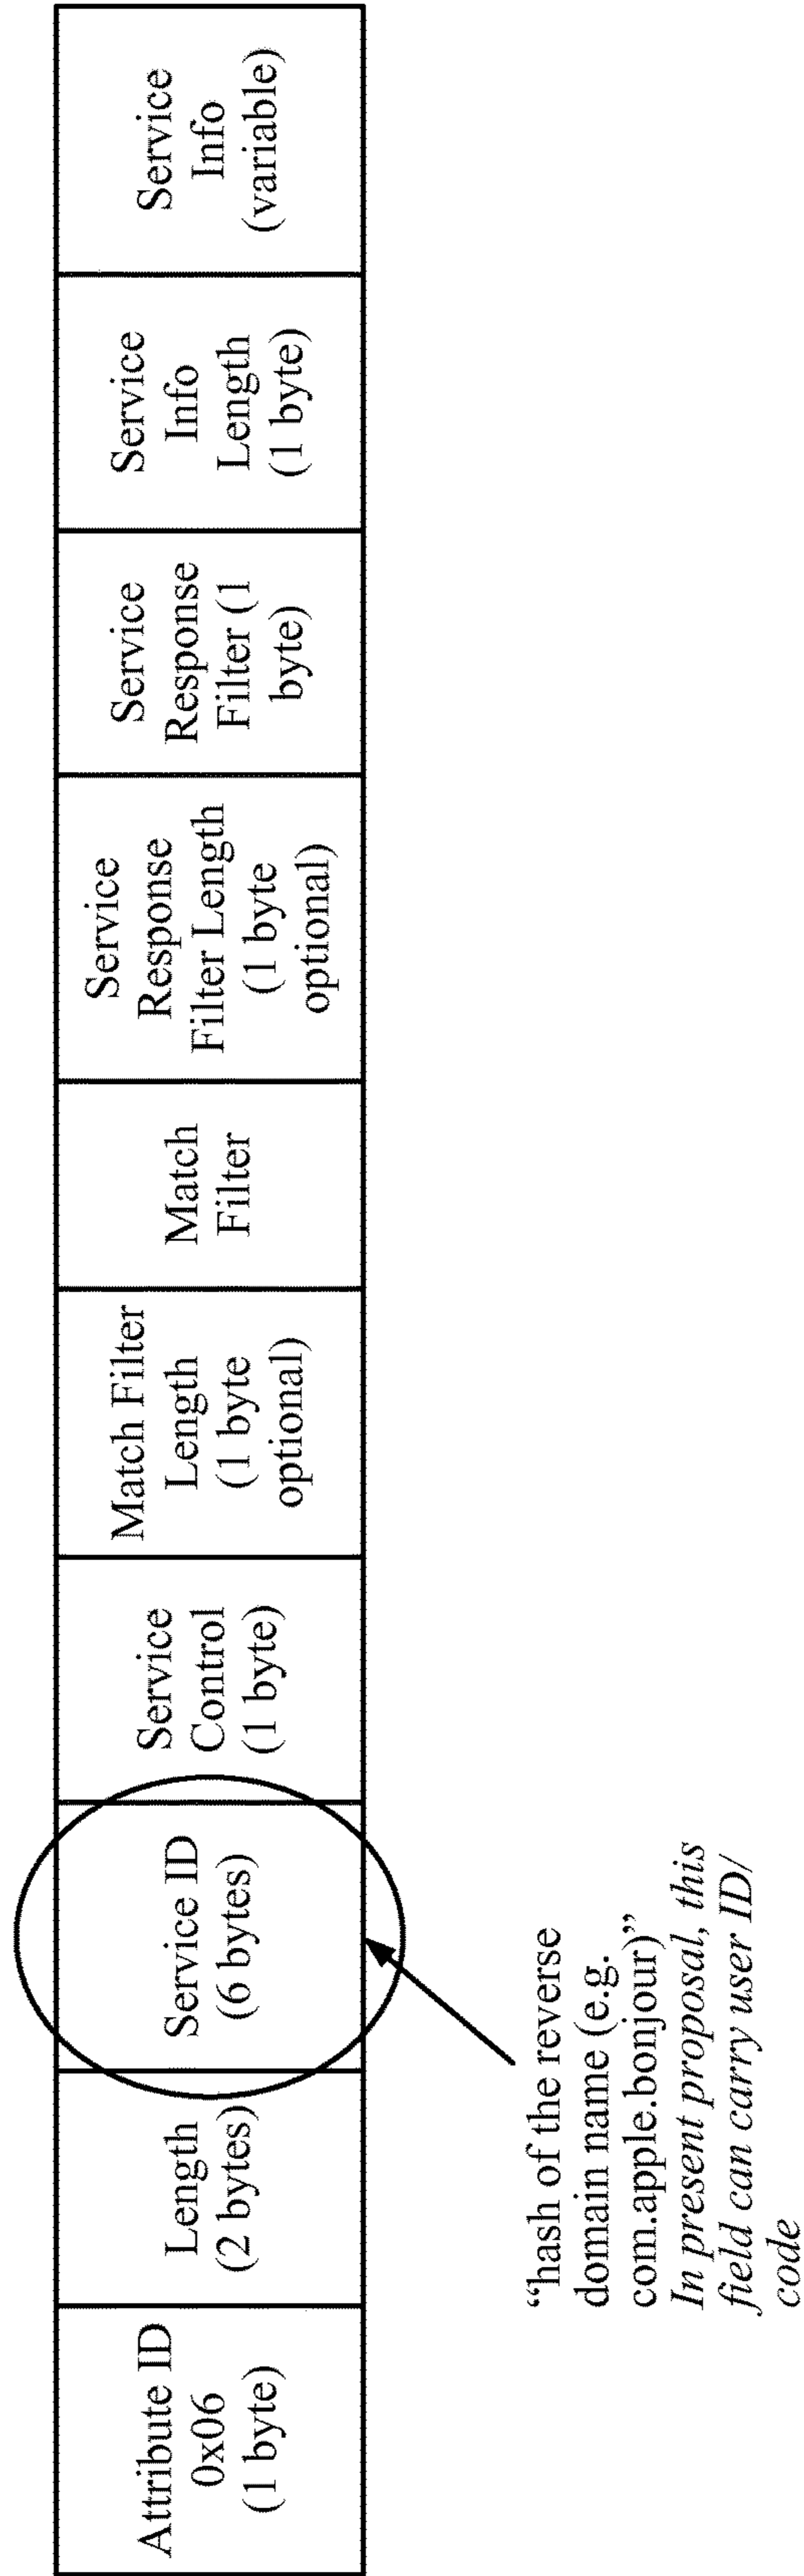 Attribute ID
0x06
(1 byte)
Length
(2 bytes)
Service ID
(6 bytes)
Service
Control
(1 byte)
Match Filter
Length
(1 byte
optional)
Match
Filter
Service
Response
Filter Length
(1 byte
optional)
Service
Response
Filter (1
byte)
Service
Info
Length
(1 byte)
Service
Info
(variable)
“hash of the reverse
domain name (e.g.
com.apple.bonjour)”
In present proposal, this
field can carry user ID/
code